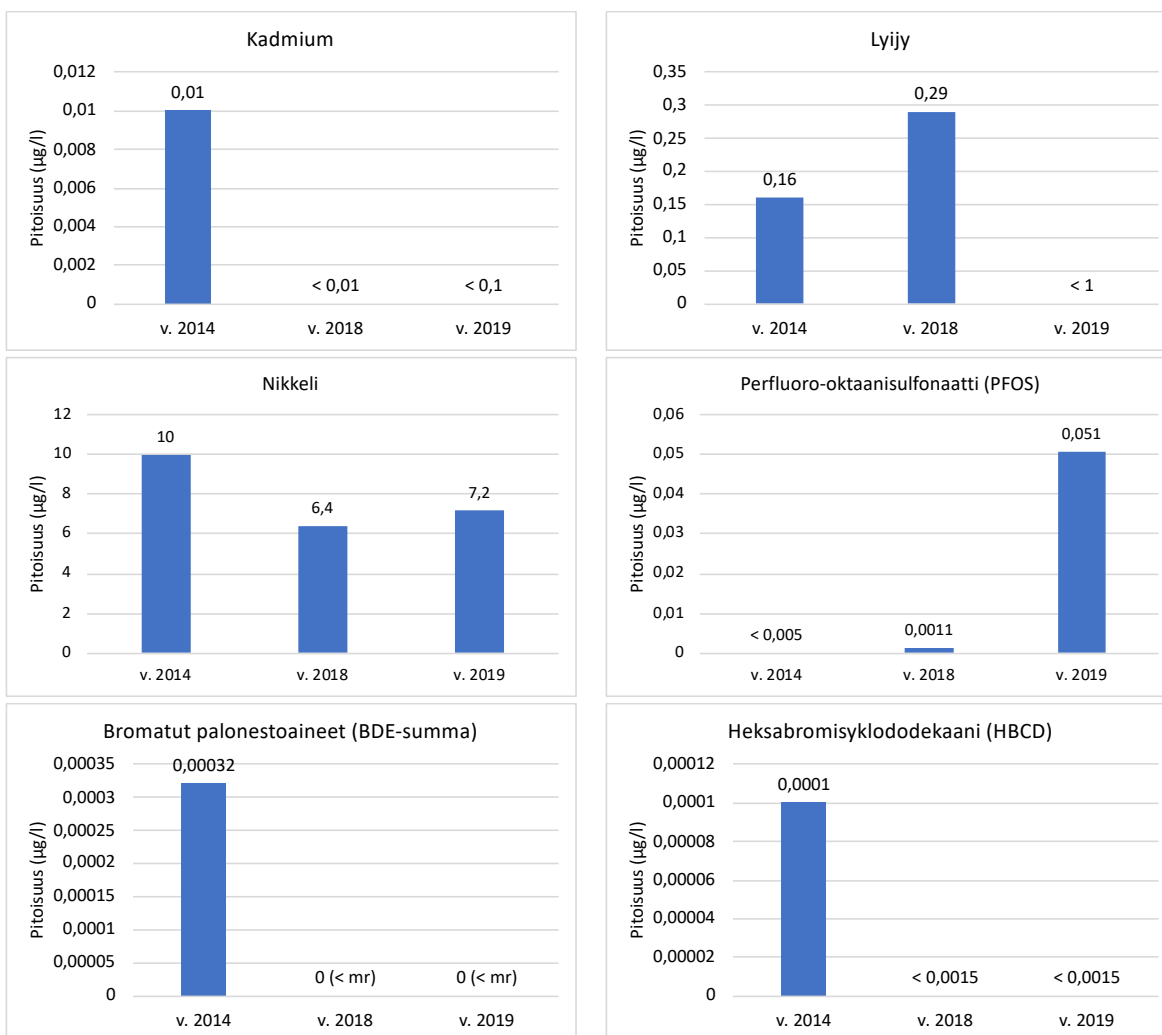 Kadmium
Pitoisuus (µg/l)
0,012
0,01
0,008
0,006
0,004
0,002
0
0,01
< 0,01
< 0,1
v. 2014
v. 2018
v. 2019
Lyijy
Pitoisuus (µg/l)
0,35
0,3
0,25
0,2
0,15
0,1
0,05
0
0,16
0,29
< 1
v. 2014
v. 2018
v. 2019
Nikkeli
Pitoisuus (µg/l)
12
10
8
6
4
2
0
10
6,4
7,2
v. 2014
v. 2018
v. 2019
Perfluoro-oktaanisulfonaatti (PFOS)
Pitoisuus (µg/l)
0,06
0,05
0,04
0,03
0,02
0,01
0
< 0,005
0,0011
0,051
v. 2014
v. 2018
v. 2019
Bromatut palonestoaineet (BDE-summa)
Pitoisuus (µg/l)
0,00035
0,0003
0,00025
0,0002
0,00015
0,0001
0,00005
0
0,00032
0 (< mr)
0 (< mr)
v. 2014
v. 2018
v. 2019
Heksabromisyklododekaani (HBCD)
Pitoisuus (µg/l)
0,00012
0,0001
0,00008
0,00006
0,00004
0,00002
0
0,0001
< 0,0015
< 0,0015
v. 2014
v. 2018
v. 2019